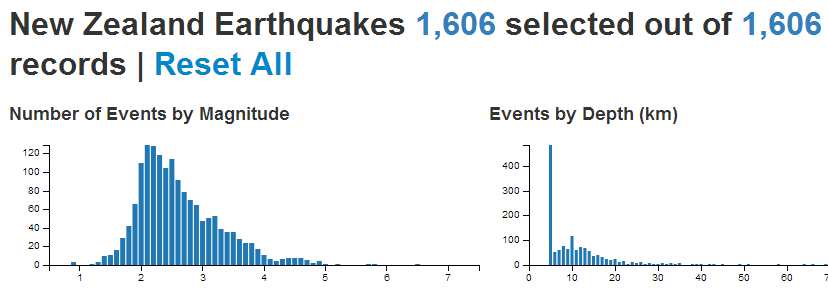 New Zealand Earthquakes 1,606 selected out of 1,606
records | Reset All
Number of Events by Magnitude
Events by Depth (km)
120
100
80
60
40
20
0
1 2 3 4 5 6 7
400
300
200
100
0
0 10 20 30 40 50 60